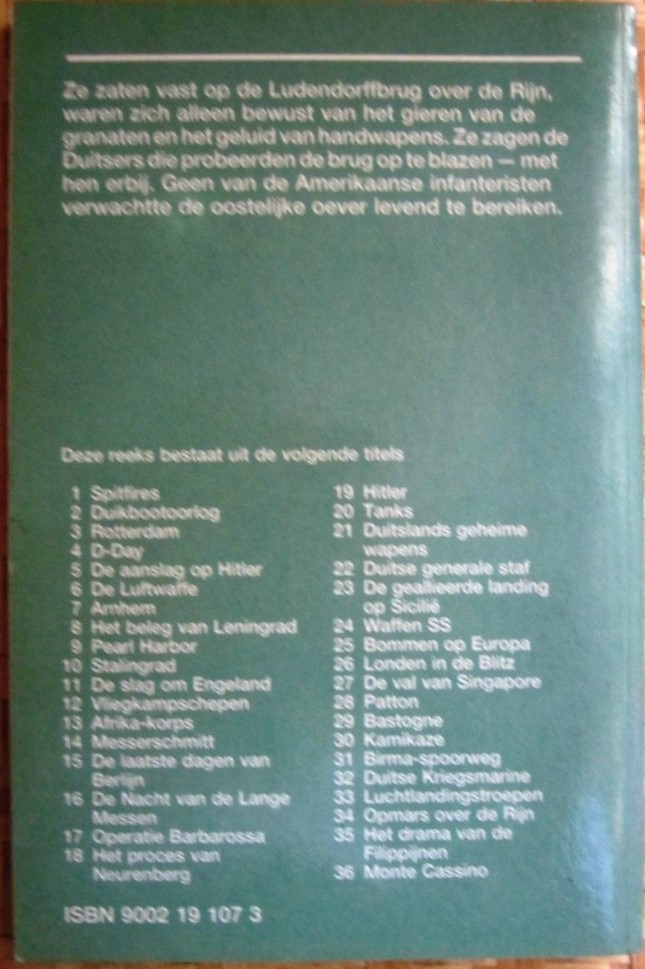 Ze zaten vast op de Ludendorffbrug over de Rijn,
waren zich alleen bewust van het gieren van de
granaten en het geluid van handwapens. Ze zagen de
Duitsers die probeerden de brug op te blazen — met
hen erbij. Geen van de Amerikaanse infanteristen
verwachtte de oostelijke oever levend te bereiken.
Deze reeks bestaat uit de volgende titels
1 Spitfires
2 Duikbootoorlog
3 Rotterdam
4 D-Day
5 De aanslag op Hitler
6 De Luftwaffe
7 Arnhem
8 Het beleg van Leningrad
9 Pearl Harbor
10 Stalingrad
11 De slag om Engeland
12 Vliegkampschepen
13 Afrika-korps
14 Messerschmitt
15 De laatste dagen van
Berlijn
16 De Nacht van de Lange
Messen
17 Operatie Barbarossa
18 Het proces van
Neurenberg
19 Hitler
20 Tanks
21 Duitslands geheime
wapens
22 Duitse generale staf
23 De geallieerde landing
op Sicilië
24 Waffen SS
25 Bommen op Europa
26 Londen in de Blitz
27 De val van Singapore
28 Patton
29 Bastogne
30 Kamikaze
31 Birma-spoorweg
32 Duitse Kriegsmarine
33 Luchtlandingstroepen
34 Opmars over de Rijn
35 Het drama van de
Filippijnen
36 Monte Cassino
ISBN 9002 19 107 3